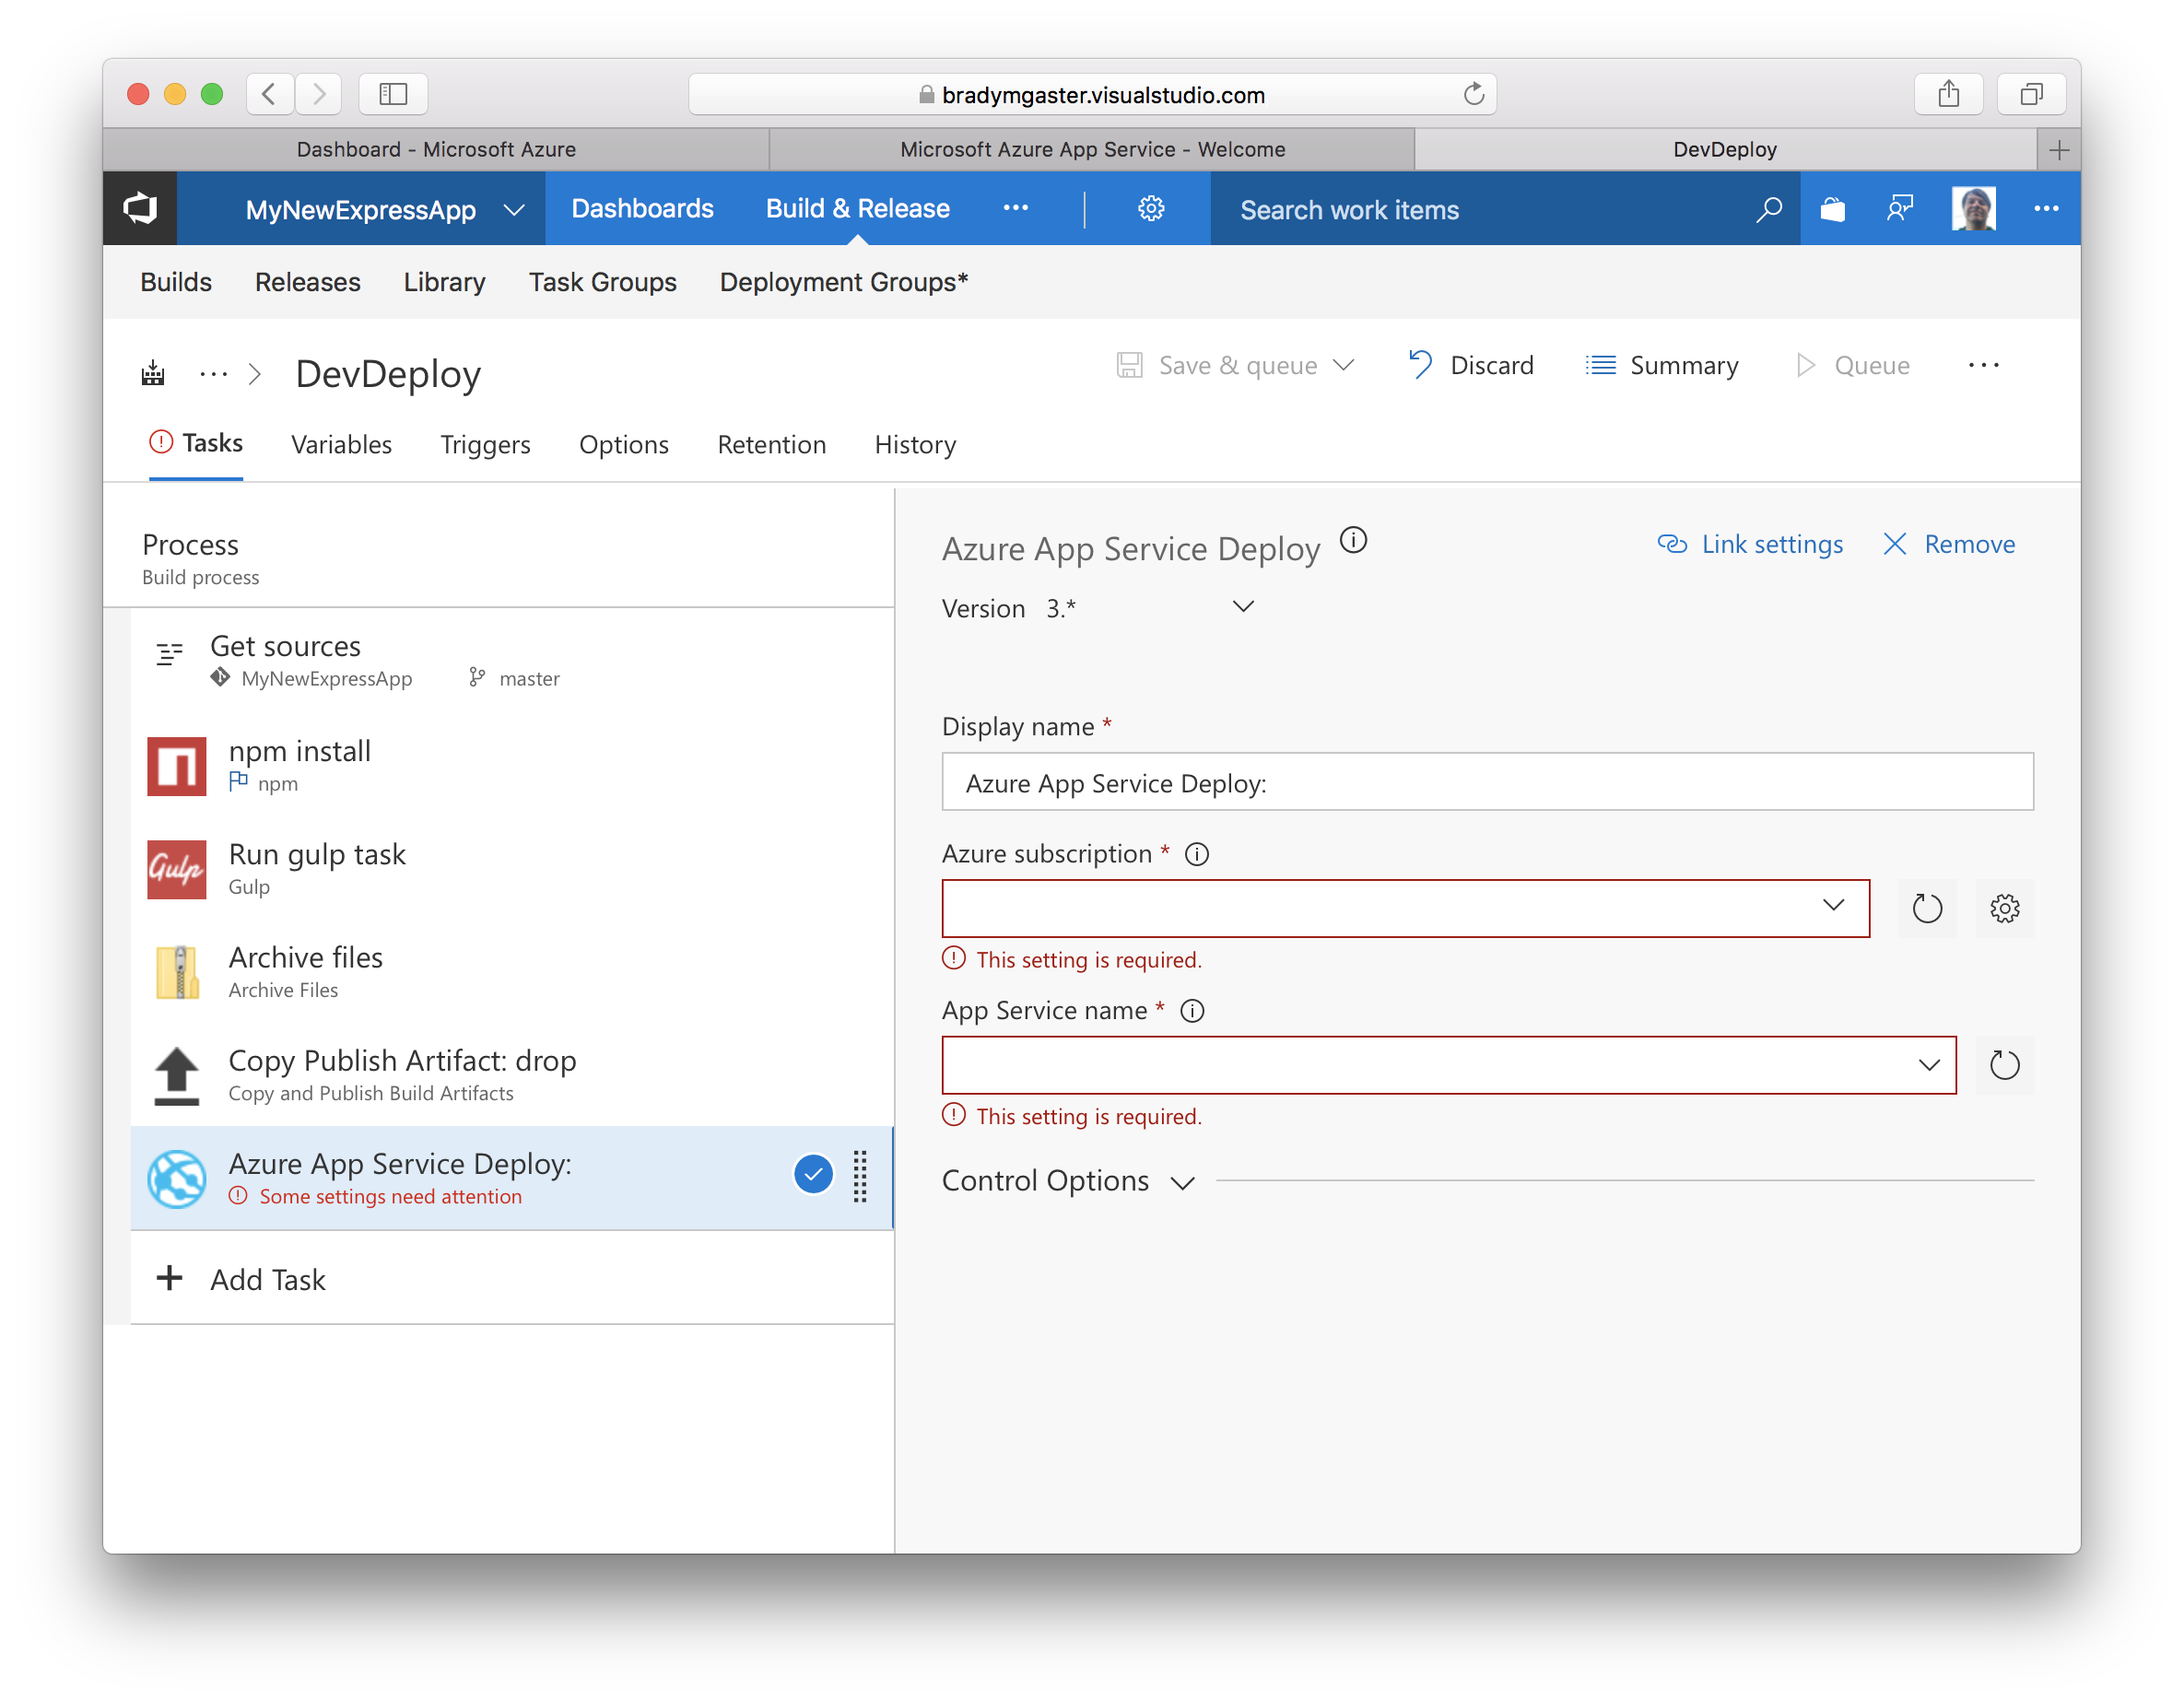 bradymgaster.visualstudio.com
Dashboard - Microsoft Azure
Microsoft Azure App Service - Welcome
DevDeploy
MyNewExpressApp
Dashboards
Build & Release
Search work items
Builds
Releases
Library
Task Groups
Deployment Groups*
DevDeploy
Save & queue
Discard
Summary
Queue
Tasks
Variables
Triggers
Options
Retention
History
Process
Build process
Get sources
MyNewExpressApp
master
npm install
npm
Gulp
Run gulp task
Gulp
Archive files
Archive Files
Copy Publish Artifact: drop
Copy and Publish Build Artifacts
Azure App Service Deploy:
Some settings need attention
Add Task
Azure App Service Deploy
Link settings
Remove
Version 3.*
Display name *
Azure App Service Deploy:
Azure subscription *
This setting is required.
App Service name *
This setting is required.
Control Options